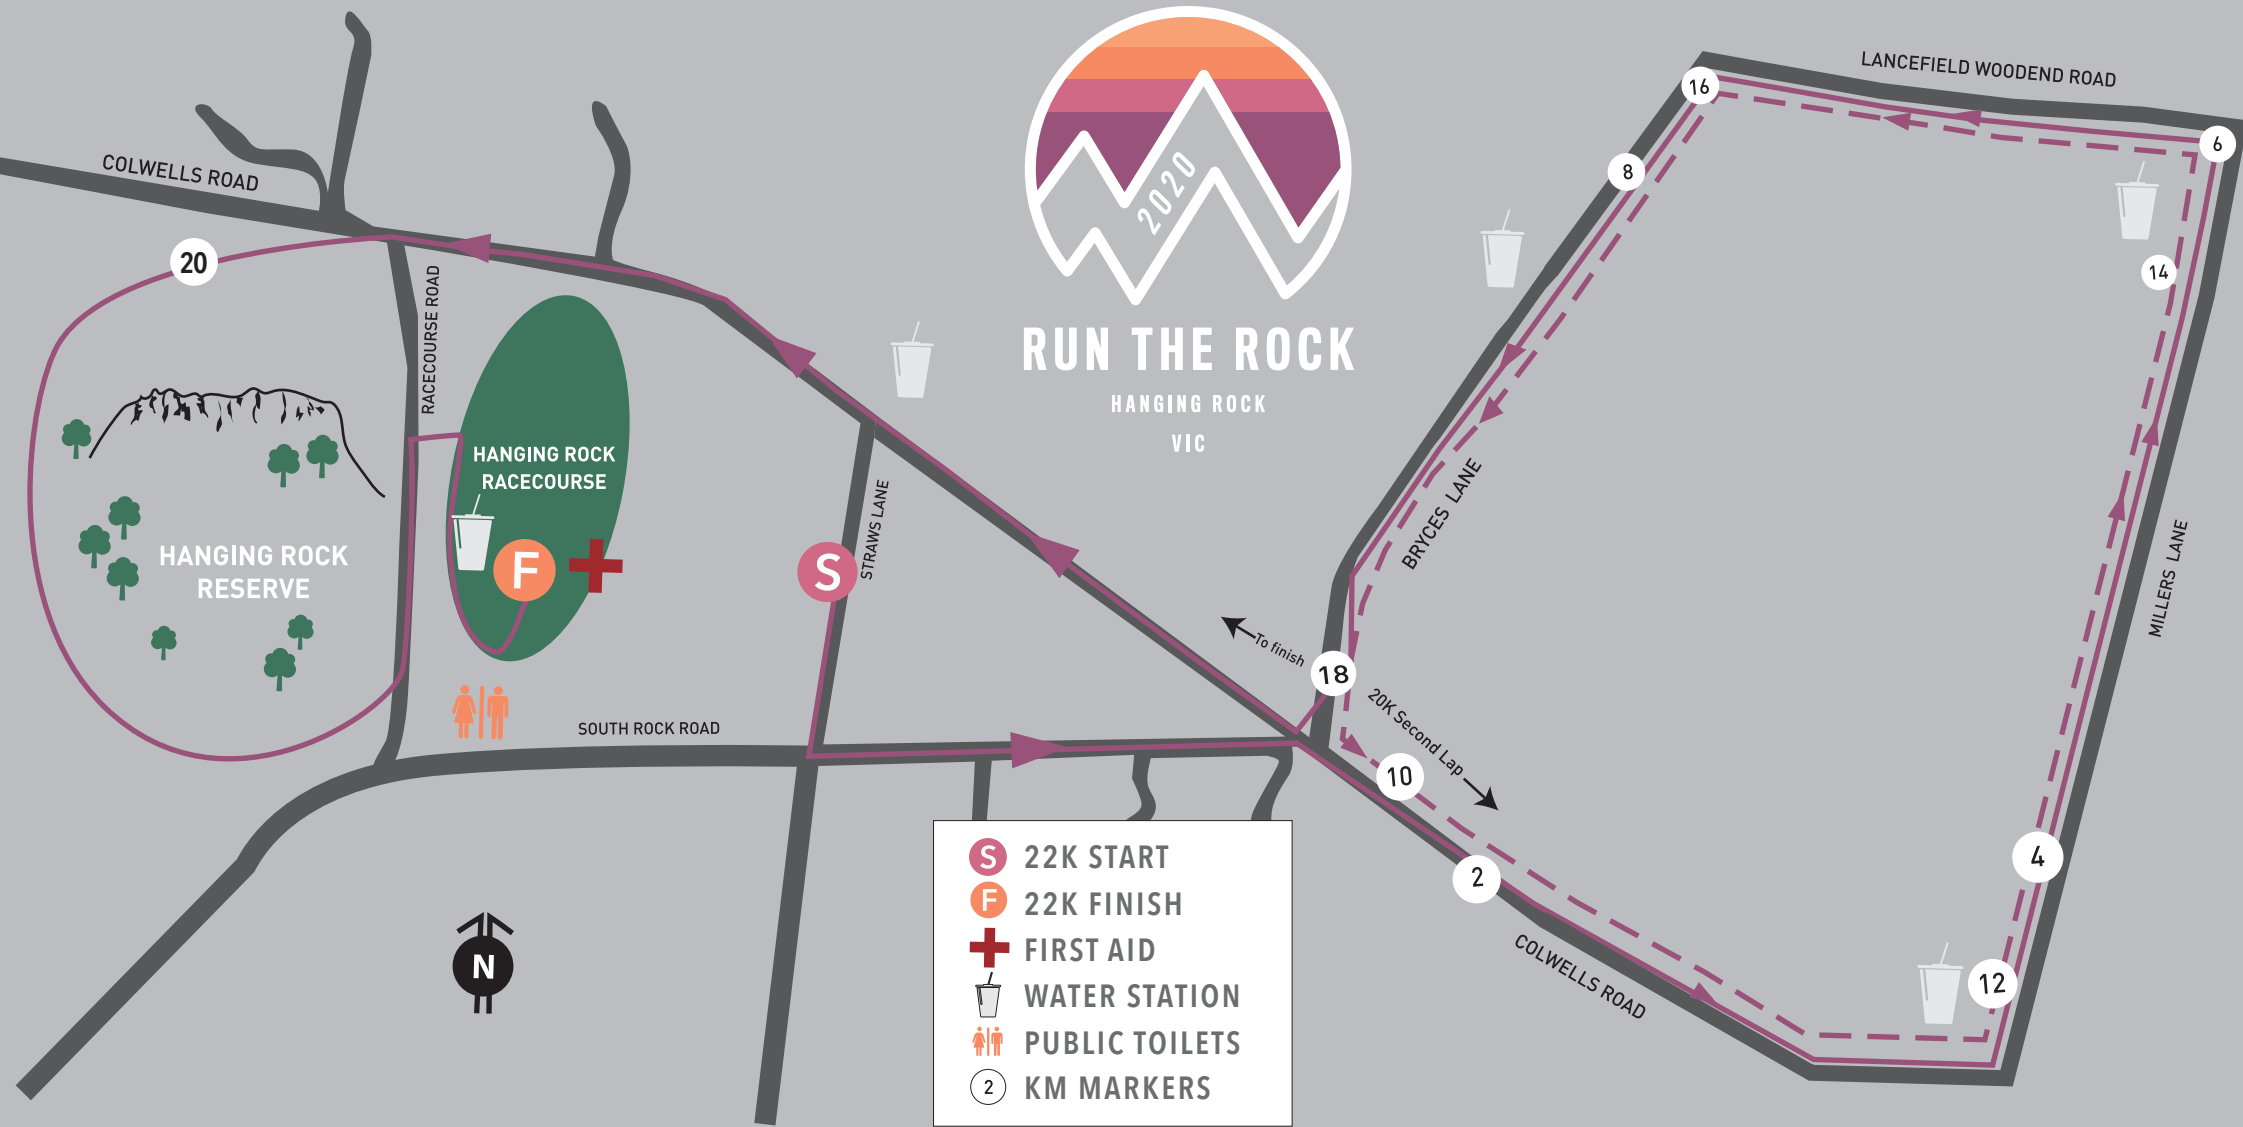 LANCEFIELD WOODEND ROAD
16
6
8
14
2020
COLWELLS ROAD
20
RACECOURSE ROAD
RUN THE ROCK
HANGING ROCK
VIC
HANGING ROCK
RACECOURSE
F
HANGING ROCK
RESERVE
S
STRAWS LANE
BRYCES LANE
MILLERS LANE
To finish
18
20K Second Lap
SOUTH ROCK ROAD
10
2
4
12
COLWELLS ROAD
N
S 22K START
F 22K FINISH
FIRST AID
WATER STATION
PUBLIC TOILETS
2 KM MARKERS